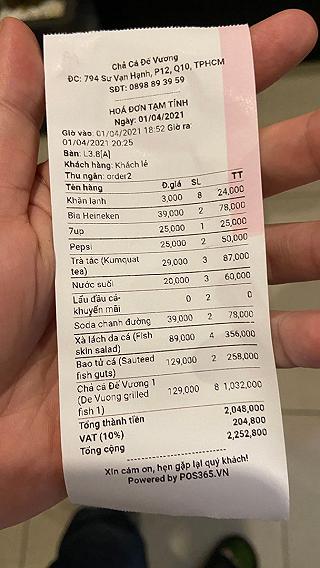 Chả Cá Đế Vương
ĐC: 794 Sư Vạn Hạnh, P12, Q10, TPHCM
SĐT: 0898 89 39 59
HOÁ ĐƠN TẠM TÍNH
Ngày: 01/04/2021
Giờ vào: 01/04/2021 18:52 Giờ ra:
01/04/2021 20:25
Bàn: L3.8[A]
Khách hàng: Khách lẻ
Thu ngân: order2
Tên hàng Đ.giá SL TT
Khăn lạnh 3,000 8 24,000
Bia Heineken 39,000 2 78,000
7up 25,000 1 25,000
Pepsi 25,000 2 50,000
Trà tắc (Kumquat
tea) 29,000 3 87,000
Nước suối 20,000 3 60,000
Lẩu đầu cá-
khuyến mãi 0 2 0
Soda chanh đường 39,000 2 78,000
Xà lách da cá (Fish
skin salad) 89,000 4 356,000
Bao tử cá (Sauteed
fish guts) 129,000 2 258,000
Chả cá Đế Vương 1
(De Vuong grilled
fish 1) 129,000 8 1,032,000
Tổng thành tiền 2,048,000
VAT (10%) 204,800
Tổng cộng 2,252,800
Xin cảm ơn, hẹn gặp lại quý khách!
Powered by POS365.VN